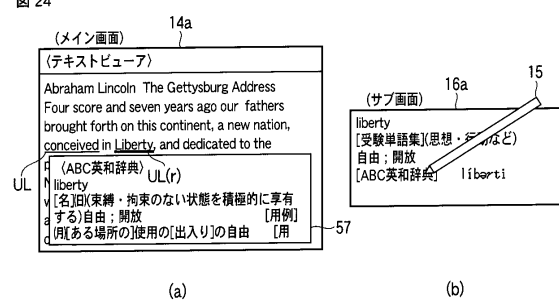 図 24
14a
(メイン画面)
〈テキストビューア〉
Abraham Lincoln The Gettysburg Address
Four score and seven years ago our fathers
brought forth on this continent, a new nation,
conceived in Liberty, and dedicated to the
UL
UL(r)
〈ABC英和辞典〉
liberty
[名](束縛・拘束のない状態を積極的に享有
する)自由；開放 [用例]
[ある場所の]使用の[出入り]の自由 [用
57
(a)
15
16a
(サブ画面)
liberty
[受験単語集](思想・行動など)
自由；開放
[ABC英和辞典] líbərti
(b)